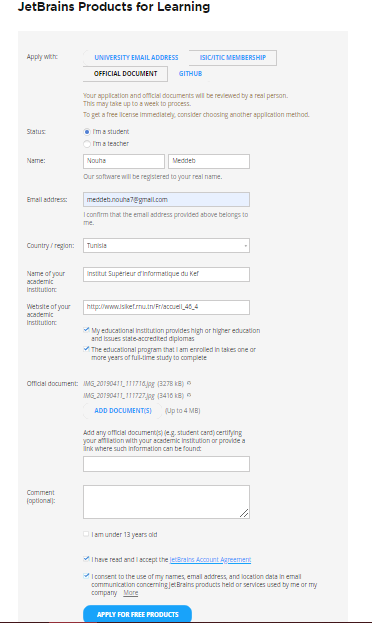 JetBrains Products for Learning
Apply with:
UNIVERSITY EMAIL ADDRESS
ISIC/ITIC MEMBERSHIP
OFFICIAL DOCUMENT
GITHUB
Your application and official documents will be reviewed by a real person.
This may take up to a week to process.
To get a free license immediately, consider choosing another application method.
Status:
I'm a student
I'm a teacher
Name:
Nouha
Meddeb
Our software will be registered to your real name.
Email address:
meddeb.nouha7@gmail.com
I confirm that the email address provided above belongs to
me.
Country / region:
Tunisia
Name of your
academic
institution:
Institut Supérieur d'Informatique du Kef
Website of your
academic
institution:
http://www.isikef.rnu.tn/Fr/accueil_46_4
My educational institution provides high or higher education
and issues state-accredited diplomas
The educational program that I am enrolled in takes one or
more years of full-time study to complete
Official document:
IMG_20190411_111716.jpg (3278 kB)
IMG_20190411_111727.jpg (3416 kB)
ADD DOCUMENT(S)
(Up to 4 MB)
Add any official document(s) (e.g. student card) certifying
your affiliation with your academic institution or provide a
link where such information can be found:
Comment
(optional):
I am under 13 years old
I have read and I accept the JetBrains Account Agreement
I consent to the use of my names, email address, and location data in email
communication concerning JetBrains products held or services used by me or my
company More
APPLY FOR FREE PRODUCTS